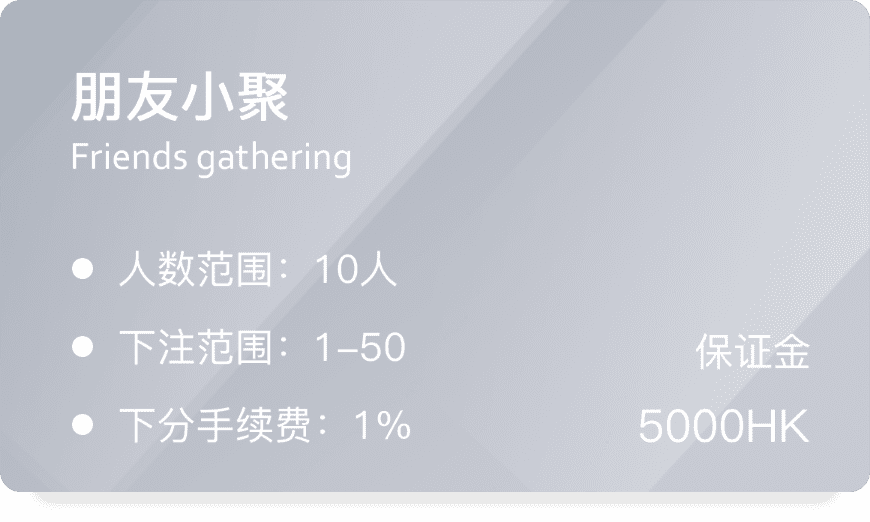 朋友小聚
Friends gathering
人数范围：10人
下注范围：1–50
下分手续费：1%
保证金
5000HK